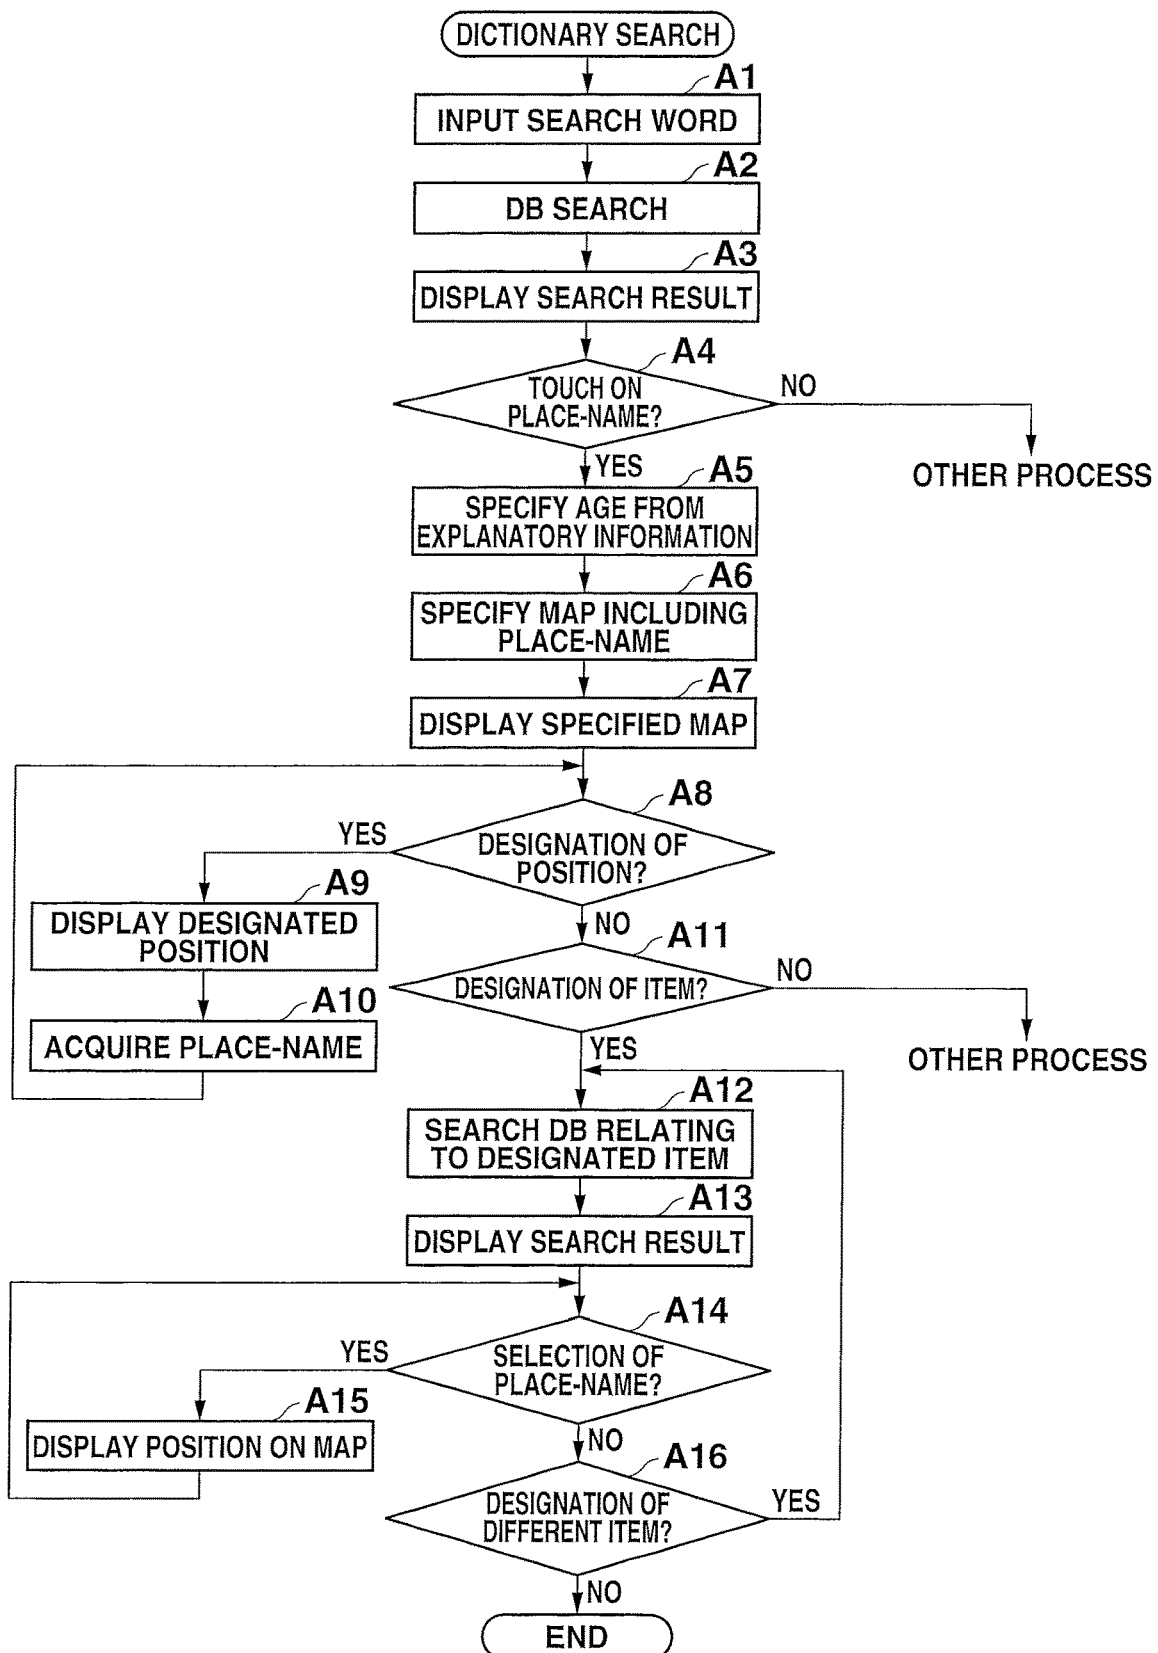 DICTIONARY SEARCH
A1
INPUT SEARCH WORD
A2
DB SEARCH
A3
DISPLAY SEARCH RESULT
A4
TOUCH ON
PLACE-NAME?
NO
OTHER PROCESS
YES
A5
SPECIFY AGE FROM
EXPLANATORY INFORMATION
A6
SPECIFY MAP INCLUDING
PLACE-NAME
A7
DISPLAY SPECIFIED MAP
A8
DESIGNATION OF
POSITION?
YES
A9
DISPLAY DESIGNATED
POSITION
A10
ACQUIRE PLACE-NAME
NO
A11
DESIGNATION OF ITEM?
NO
OTHER PROCESS
YES
A12
SEARCH DB RELATING
TO DESIGNATED ITEM
A13
DISPLAY SEARCH RESULT
A14
SELECTION OF
PLACE-NAME?
YES
A15
DISPLAY POSITION ON MAP
NO
A16
DESIGNATION OF
DIFFERENT ITEM?
YES
NO
END